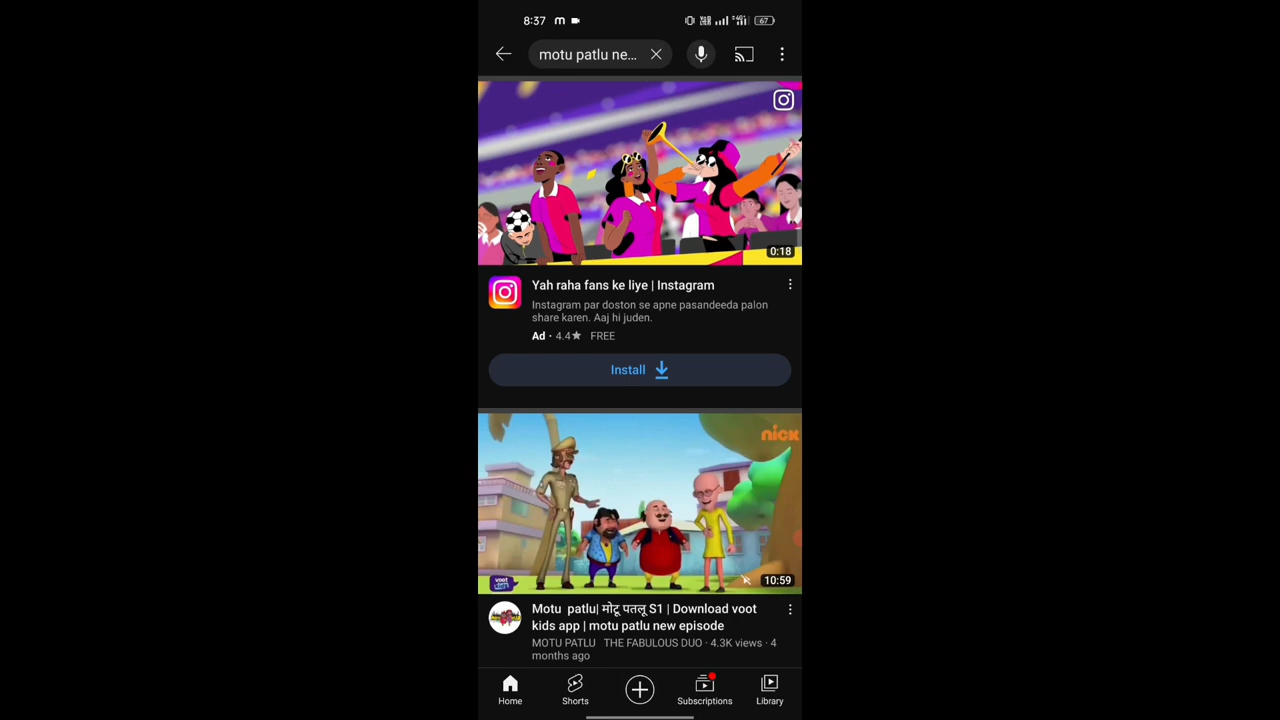 8:37
67
motu patlu ne...
0:18
Yah raha fans ke liye | Instagram
Instagram par doston se apne pasandeeda palon
share karen. Aaj hi juden.
Ad · 4.4★ FREE
Install
nick
voot
10:59
Motu patlu| मोटू पतलू S1 | Download voot
kids app | motu patlu new episode
MOTU PATLU THE FABULOUS DUO · 4.3K views · 4
months ago
Home
Shorts
Subscriptions
Library